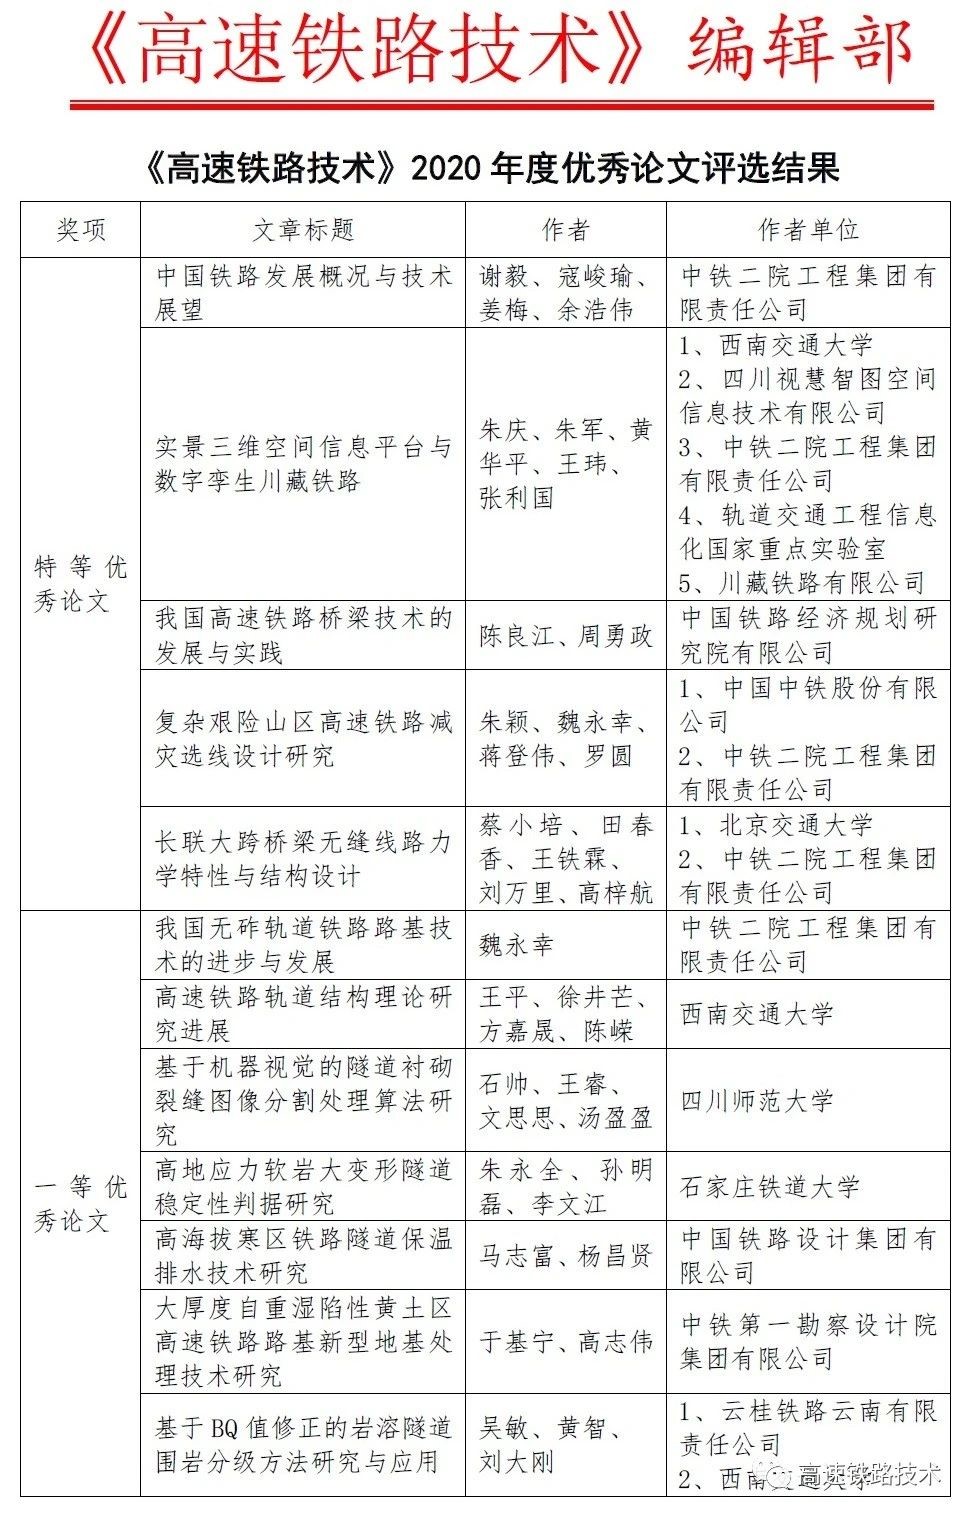 《高速铁路技术》编辑部
《高速铁路技术》2020年度优秀论文评选结果
奖项 文章标题 作者 作者单位
特等优
秀论文
中国铁路发展概况与技术
展望
谢毅、寇峻瑜、
姜梅、余浩伟
中铁二院工程集团有
限责任公司
实景三维空间信息平台与
数字孪生川藏铁路
朱庆、朱军、黄
华平、王玮、
张利国
1、西南交通大学
2、四川视慧智图空间
信息技术有限公司
3、中铁二院工程集团
有限责任公司
4、轨道交通工程信息
化国家重点实验室
5、川藏铁路有限公司
我国高速铁路桥梁技术的
发展与实践
陈良江、周勇政
中国铁路经济规划研
究院有限公司
复杂艰险山区高速铁路减
灾选线设计研究
朱颖、魏永幸、
蒋登伟、罗圆
1、中国中铁股份有限
公司
2、中铁二院工程集团
有限责任公司
长联大跨桥梁无缝线路力
学特性与结构设计
蔡小培、田春
香、王铁霖、
刘万里、高梓航
1、北京交通大学
2、中铁二院工程集团
有限责任公司
一等优
秀论文
我国无砟轨道铁路路基技
术的进步与发展
魏永幸
中铁二院工程集团有
限责任公司
高速铁路轨道结构理论研
究进展
王平、徐井芒、
方嘉晟、陈嵘
西南交通大学
基于机器视觉的隧道衬砌
裂缝图像分割处理算法研
究
石帅、王睿、
文思思、汤盈盈
四川师范大学
高地应力软岩大变形隧道
稳定性判据研究
朱永全、孙明
磊、李文江
石家庄铁道大学
高海拔寒区铁路隧道保温
排水技术研究
马志富、杨昌贤
中国铁路设计集团有
限公司
大厚度自重湿陷性黄土区
高速铁路路基新型地基处
理技术研究
于基宁、高志伟
中铁第一勘察设计院
集团有限公司
基于BQ值修正的岩溶隧道
围岩分级方法研究与应用
吴敏、黄智、
刘大刚
1、云桂铁路云南有限
责任公司
2、西南交通大学
高速铁路技术